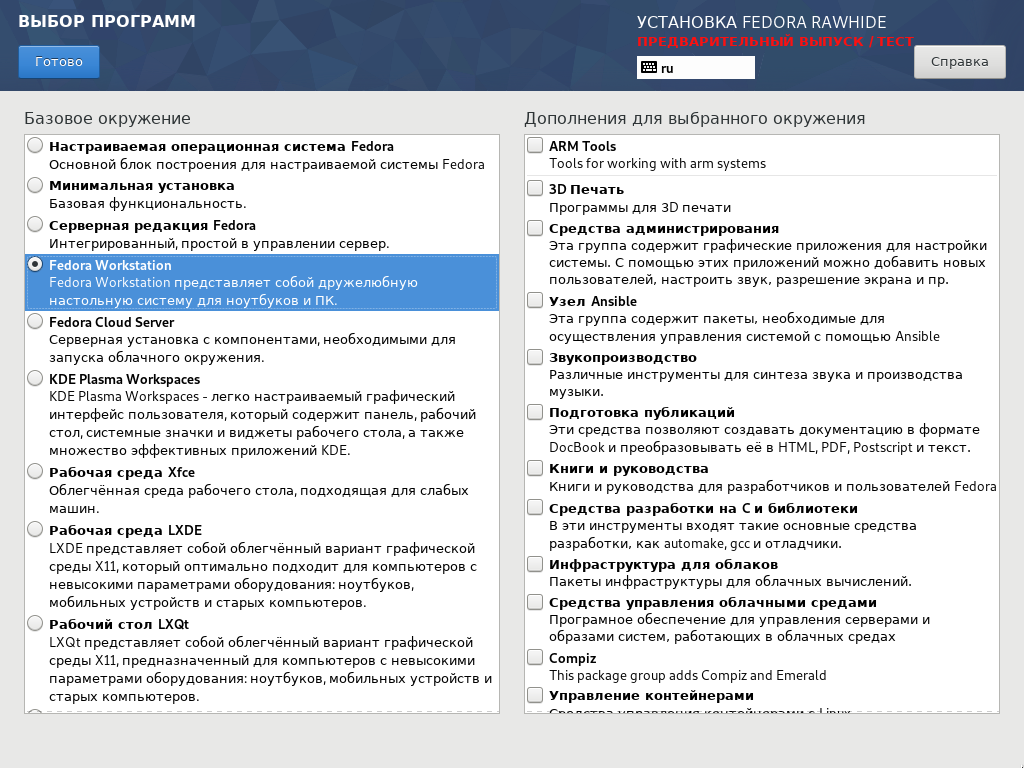 ВЫБОР ПРОГРАММ
Готово
УСТАНОВКА FEDORA RAWHIDE
ПРЕДВАРИТЕЛЬНЫЙ ВЫПУСК / ТЕСТ
ru
Справка
Базовое окружение
Настраиваемая операционная система Fedora
Основной блок построения для настраиваемой системы Fedora
Минимальная установка
Базовая функциональность.
Серверная редакция Fedora
Интегрированный, простой в управлении сервер.
Fedora Workstation
Fedora Workstation представляет собой дружелюбную
настольную систему для ноутбуков и ПК.
Fedora Cloud Server
Серверная установка с компонентами, необходимыми для
запуска облачного окружения.
KDE Plasma Workspaces
KDE Plasma Workspaces - легко настраиваемый графический
интерфейс пользователя, который содержит панель, рабочий
стол, системные значки и виджеты рабочего стола, а также
множество эффективных приложений KDE.
Рабочая среда Xfce
Облегчённая среда рабочего стола, подходящая для слабых
машин.
Рабочая среда LXDE
LXDE представляет собой облегчённый вариант графической
среды X11, который оптимально подходит для компьютеров с
невысокими параметрами оборудования: ноутбуков,
мобильных устройств и старых компьютеров.
Рабочий стол LXQt
LXQt представляет собой облегчённый вариант графической
среды X11, предназначенный для компьютеров с невысокими
параметрами оборудования: ноутбуков, мобильных устройств и
старых компьютеров.
Дополнения для выбранного окружения
ARM Tools
Tools for working with arm systems
3D Печать
Программы для 3D печати
Средства администрирования
Эта группа содержит графические приложения для настройки
системы. С помощью этих приложений можно добавить новых
пользователей, настроить звук, разрешение экрана и пр.
Узел Ansible
Эта группа содержит пакеты, необходимые для
осуществления управления системой с помощью Ansible
Звукопроизводство
Различные инструменты для синтеза звука и производства
музыки.
Подготовка публикаций
Эти средства позволяют создавать документацию в формате
DocBook и преобразовывать её в HTML, PDF, Postscript и текст.
Книги и руководства
Книги и руководства для разработчиков и пользователей Fedora
Средства разработки на C и библиотеки
В эти инструменты входят такие основные средства
разработки, как automake, gcc и отладчики.
Инфраструктура для облаков
Пакеты инфраструктуры для облачных вычислений.
Средства управления облачными средами
Програмное обеспечение для управления серверами и
образами систем, работающих в облачных средах
Compiz
This package group adds Compiz and Emerald
Управление контейнерами
Средства управления контейнерами с Linux